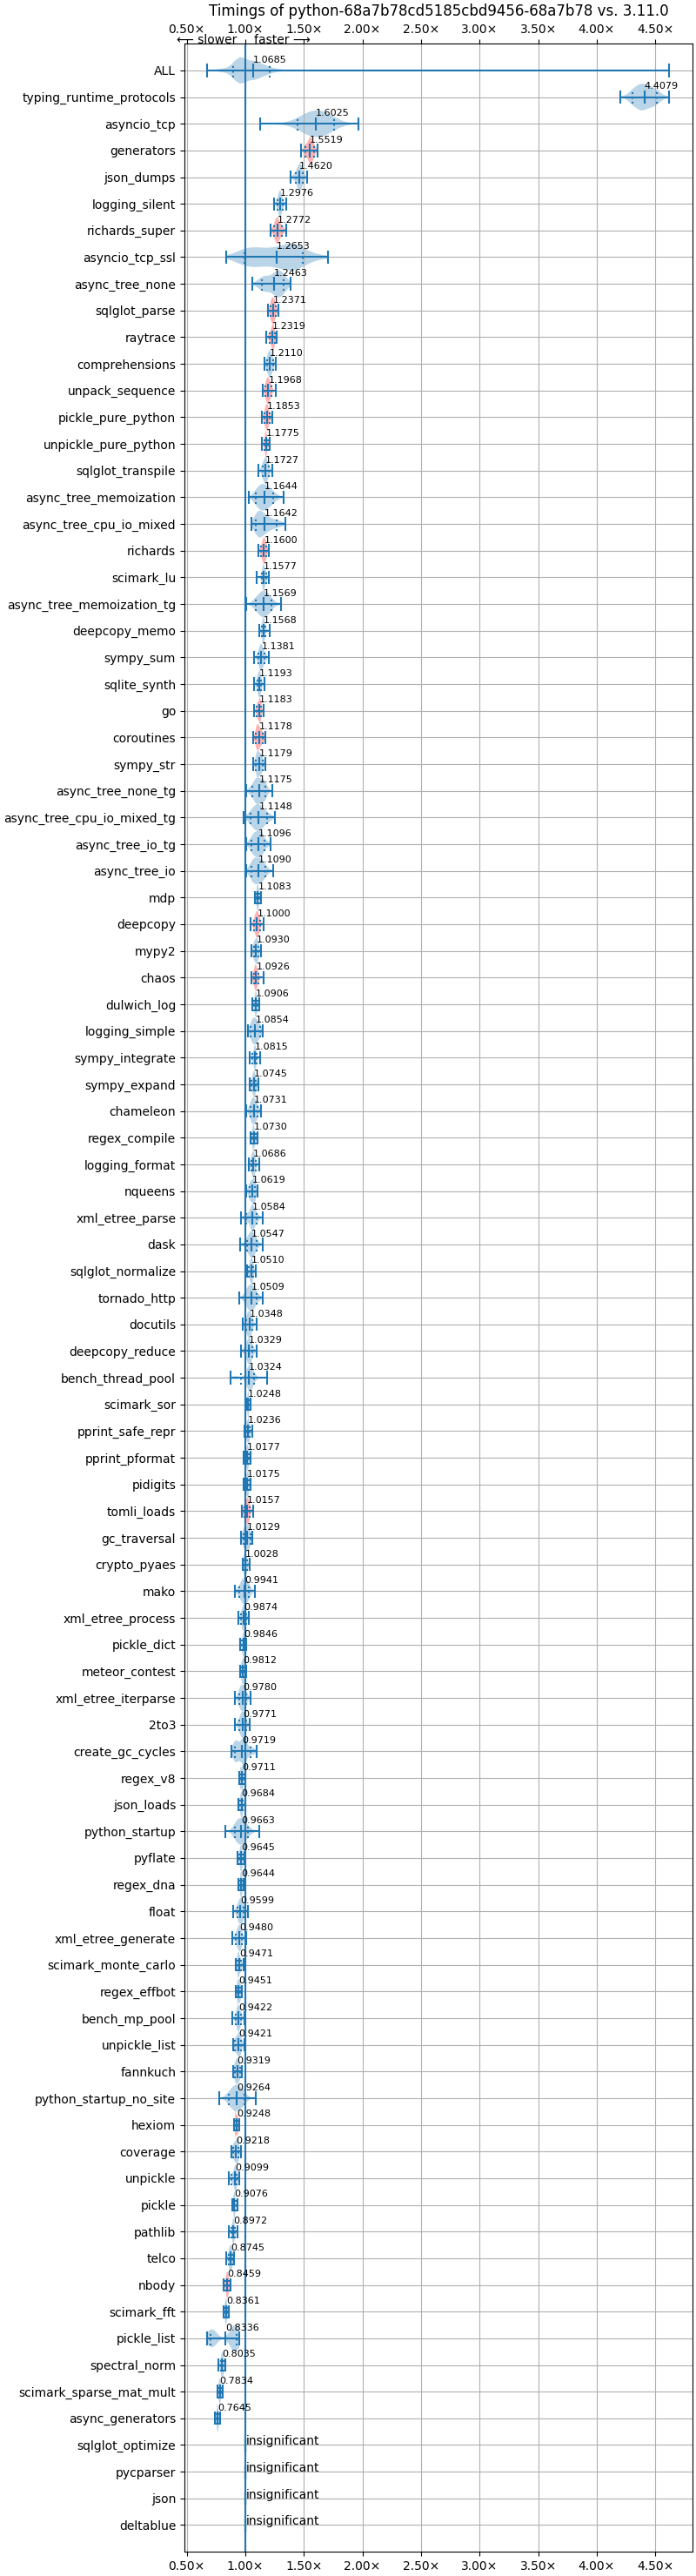 Timings of python-68a7b78cd5185cbd9456-68a7b78 vs. 3.11.0
0.50× 1.00× 1.50× 2.00× 2.50× 3.00× 3.50× 4.00× 4.50×
⟵ slower faster ⟶
ALL 1.0685
typing_runtime_protocols 4.4079
asyncio_tcp 1.6025
generators 1.5519
json_dumps 1.4620
logging_silent 1.2976
richards_super 1.2772
asyncio_tcp_ssl 1.2653
async_tree_none 1.2463
sqlglot_parse 1.2371
raytrace 1.2319
comprehensions 1.2110
unpack_sequence 1.1968
pickle_pure_python 1.1853
unpickle_pure_python 1.1775
sqlglot_transpile 1.1727
async_tree_memoization 1.1644
async_tree_cpu_io_mixed 1.1642
richards 1.1600
scimark_lu 1.1577
async_tree_memoization_tg 1.1569
deepcopy_memo 1.1568
sympy_sum 1.1381
sqlite_synth 1.1193
go 1.1183
coroutines 1.1178
sympy_str 1.1179
async_tree_none_tg 1.1175
async_tree_cpu_io_mixed_tg 1.1148
async_tree_io_tg 1.1096
async_tree_io 1.1090
mdp 1.1083
deepcopy 1.1000
mypy2 1.0930
chaos 1.0926
dulwich_log 1.0906
logging_simple 1.0854
sympy_integrate 1.0815
sympy_expand 1.0745
chameleon 1.0731
regex_compile 1.0730
logging_format 1.0686
nqueens 1.0619
xml_etree_parse 1.0584
dask 1.0547
sqlglot_normalize 1.0510
tornado_http 1.0509
docutils 1.0348
deepcopy_reduce 1.0329
bench_thread_pool 1.0324
scimark_sor 1.0248
pprint_safe_repr 1.0236
pprint_pformat 1.0177
pidigits 1.0175
tomli_loads 1.0157
gc_traversal 1.0129
crypto_pyaes 1.0028
mako 0.9941
xml_etree_process 0.9874
pickle_dict 0.9846
meteor_contest 0.9812
xml_etree_iterparse 0.9780
2to3 0.9771
create_gc_cycles 0.9719
regex_v8 0.9711
json_loads 0.9684
python_startup 0.9663
pyflate 0.9645
regex_dna 0.9644
float 0.9599
xml_etree_generate 0.9480
scimark_monte_carlo 0.9471
regex_effbot 0.9451
bench_mp_pool 0.9422
unpickle_list 0.9421
fannkuch 0.9319
python_startup_no_site 0.9264
hexiom 0.9248
coverage 0.9218
unpickle 0.9099
pickle 0.9076
pathlib 0.8972
telco 0.8745
nbody 0.8459
scimark_fft 0.8361
pickle_list 0.8336
spectral_norm 0.8035
scimark_sparse_mat_mult 0.7834
async_generators 0.7645
sqlglot_optimize insignificant
pycparser insignificant
json insignificant
deltablue insignificant
0.50× 1.00× 1.50× 2.00× 2.50× 3.00× 3.50× 4.00× 4.50×